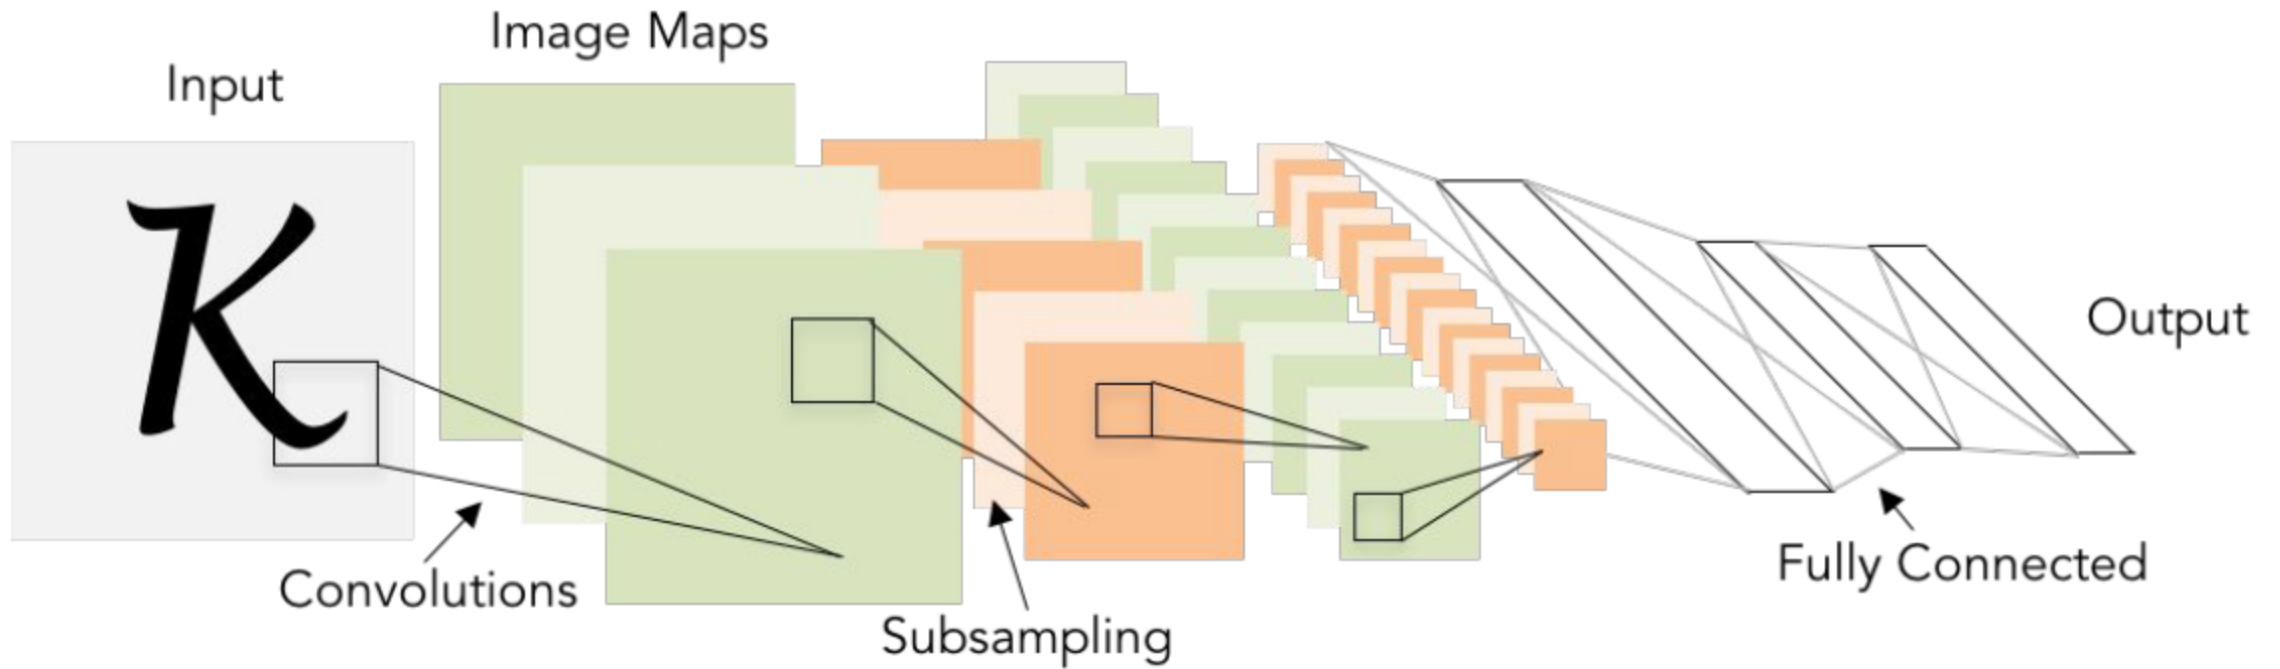 Image Maps
Input
K
Convolutions
Subsampling
Fully Connected
Output